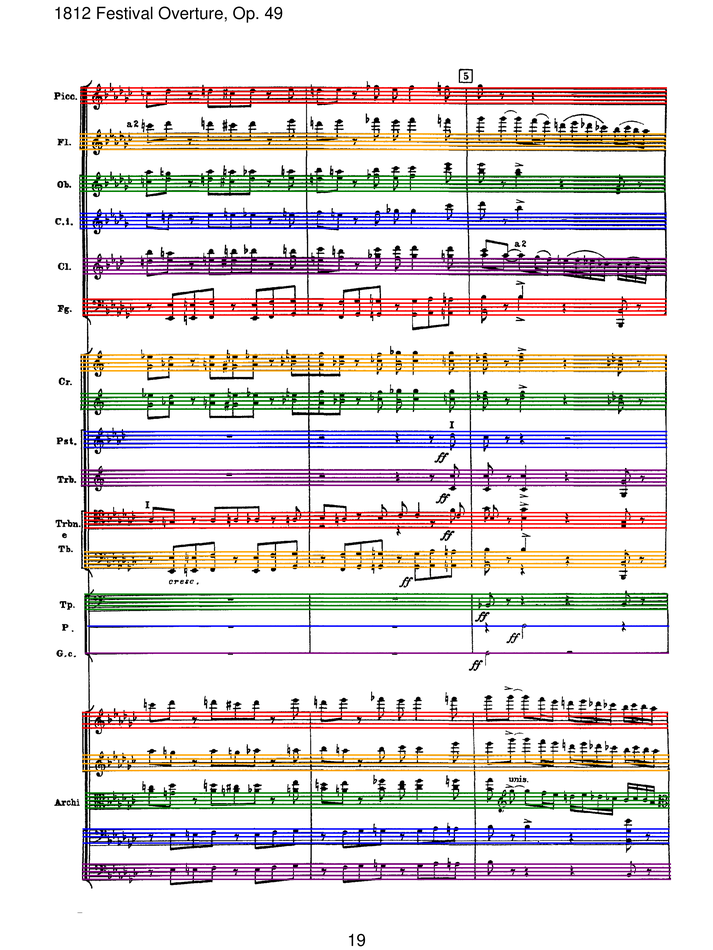 1812 Festival Overture, Op. 49
5
Picc.
a2
Fl.
Ob.
C.i.
a2
Cl.
Fg.
Cr.
I
Pst.
ff
Trb.
ff
I
Trbn.
e
ff
Tb.
cresc.
ff
Tp.
ff
P.
ff
G.c.
ff
unis.
Archi
19